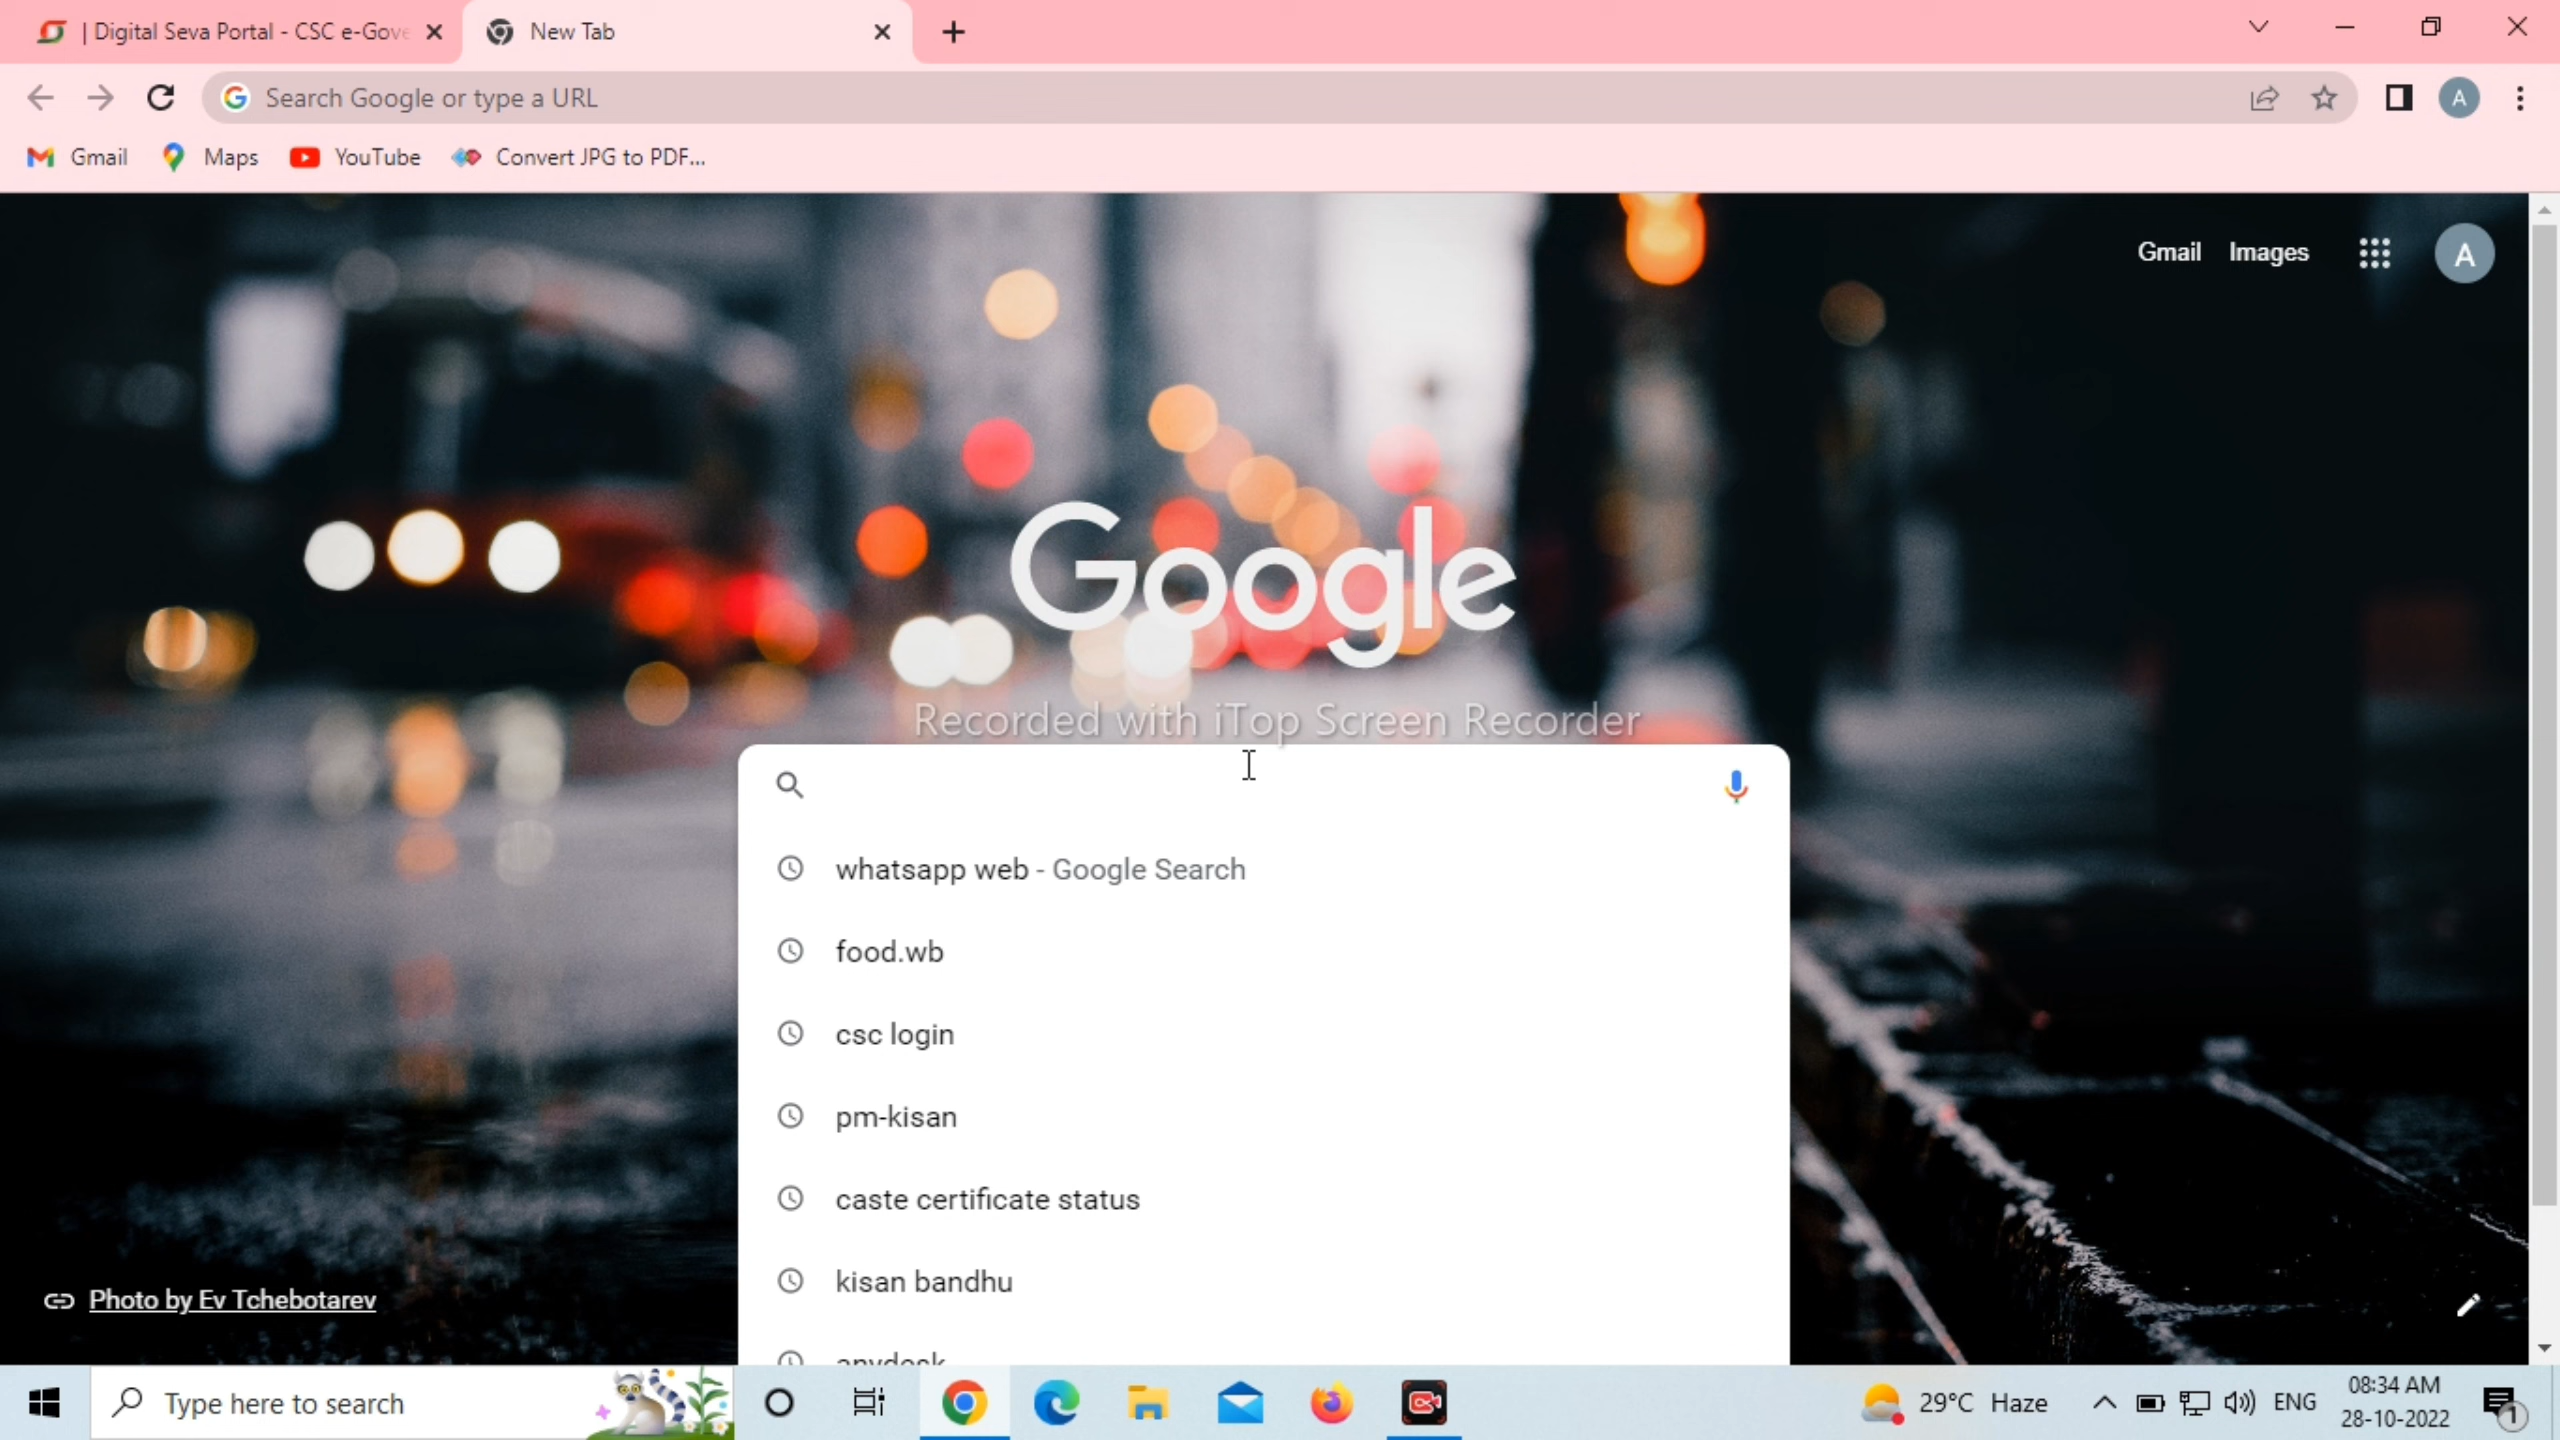 | Digital Seva Portal - CSC e-Gove
New Tab
Search Google or type a URL
A
Gmail
Maps
YouTube
Convert JPG to PDF...
Gmail
Images
A
Google
Recorded with iTop Screen Recorder
whatsapp web - Google Search
food.wb
csc login
pm-kisan
caste certificate status
kisan bandhu
anydesk
Photo by Ev Tchebotarev
Type here to search
29°C Haze
ENG
08:34 AM
28-10-2022
1